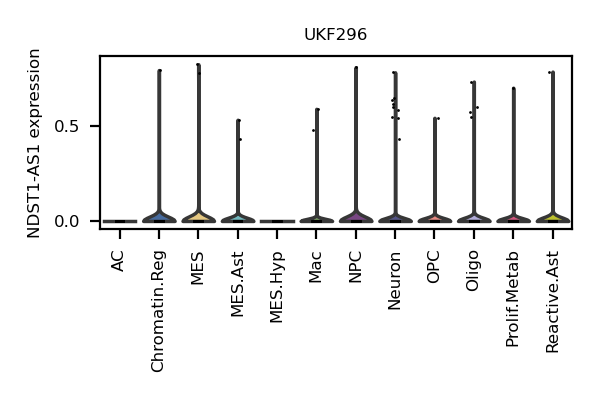 UKF296
NDST1-AS1 expression
0.5
0.0
AC
Chromatin.Reg
MES
MES.Ast
MES.Hyp
Mac
NPC
Neuron
OPC
Oligo
Prolif.Metab
Reactive.Ast